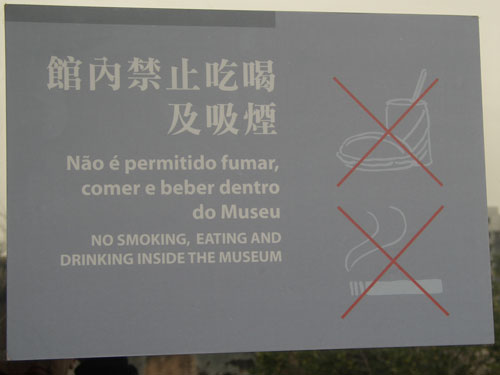 館內禁止吃喝
及吸煙
Não é permitido fumar,
comer e beber dentro
do Museu
NO SMOKING, EATING AND
DRINKING INSIDE THE MUSEUM